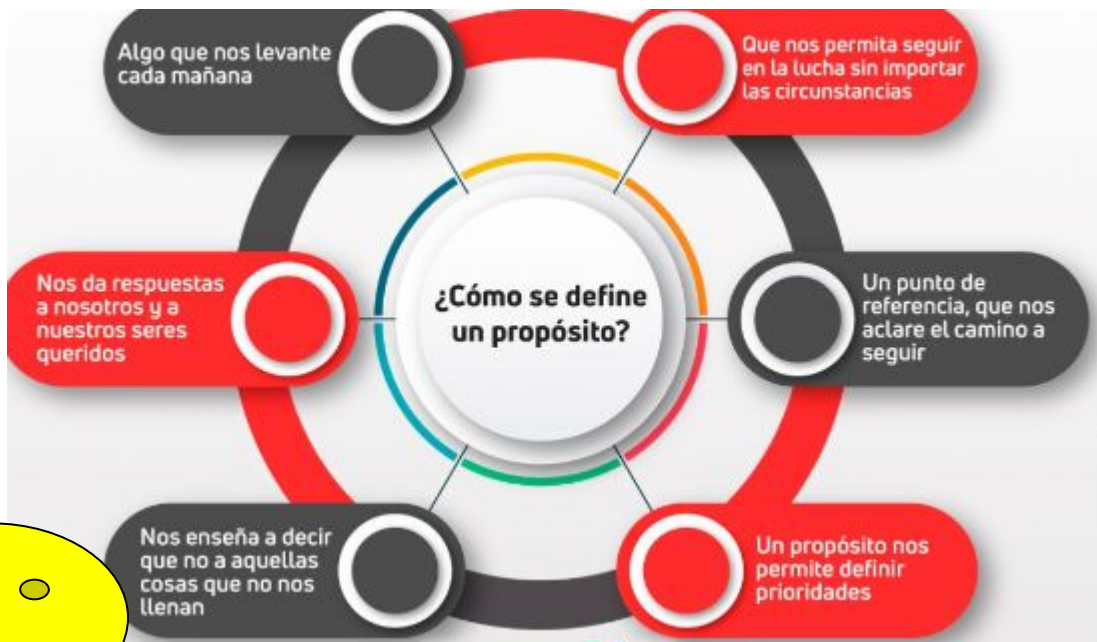 Algo que nos levante
cada mañana
Que nos permita seguir
en la lucha sin importar
las circunstancias
Nos da respuestas
a nosotros y a
nuestros seres
queridos
¿Cómo se define
un propósito?
Un punto de
referencia, que nos
aclare el camino a
seguir
Nos enseña a decir
que no a aquellas
cosas que no nos
llenan
Un propósito nos
permite definir
prioridades